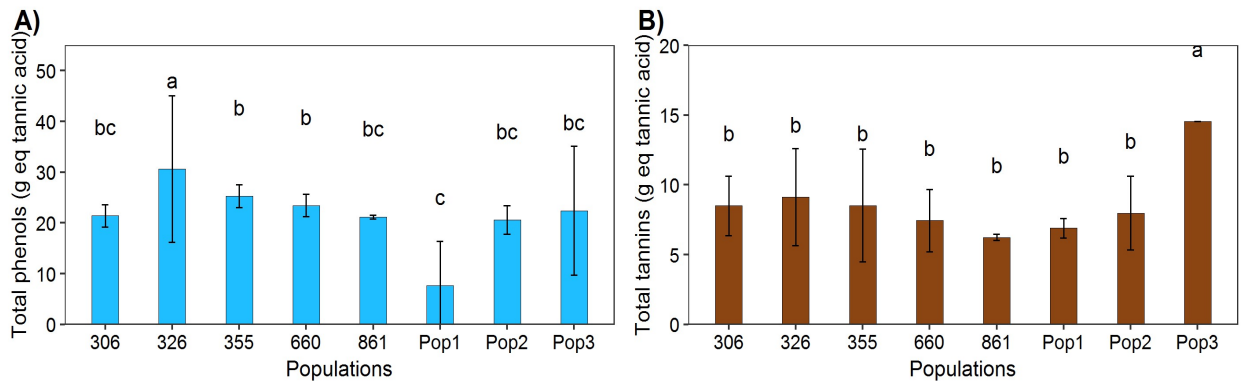 A)
Total phenols (g eq tannic acid)
50
40
30
20
10
0
bc
a
b
b
bc
c
bc
bc
306 326 355 660 861 Pop1 Pop2 Pop3
Populations
B)
Total tannins (g eq tannic acid)
20
15
10
5
0
b
b
b
b
b
b
b
a
306 326 355 660 861 Pop1 Pop2 Pop3
Populations